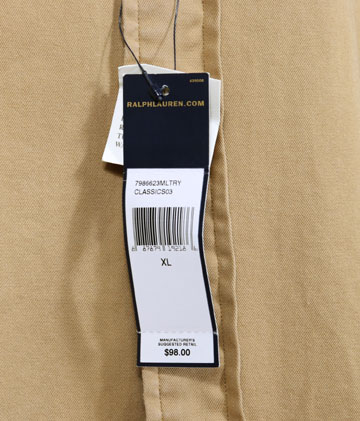 RALPHLAUREN.COM
7986623MLTRY
CLASSICS03
XL
MANUFACTURER'S
SUGGESTED RETAIL
$98.00